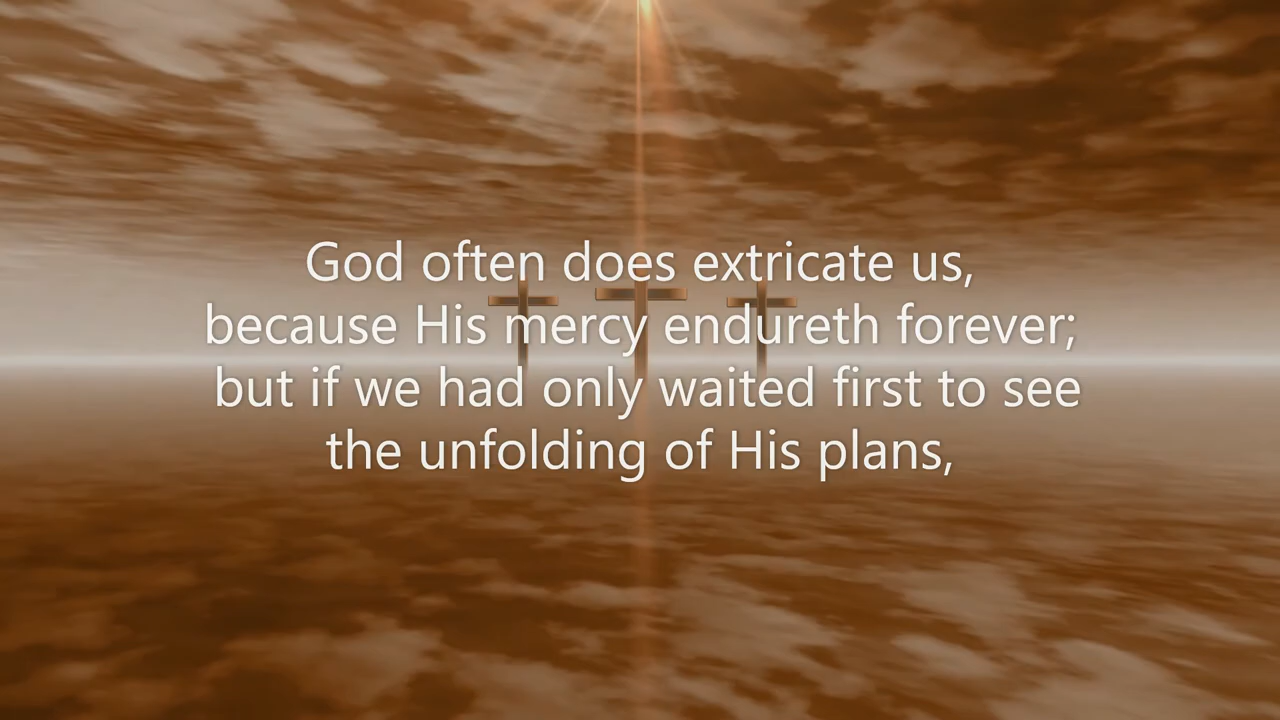 God often does extricate us,
because His mercy endureth forever;
but if we had only waited first to see
the unfolding of His plans,